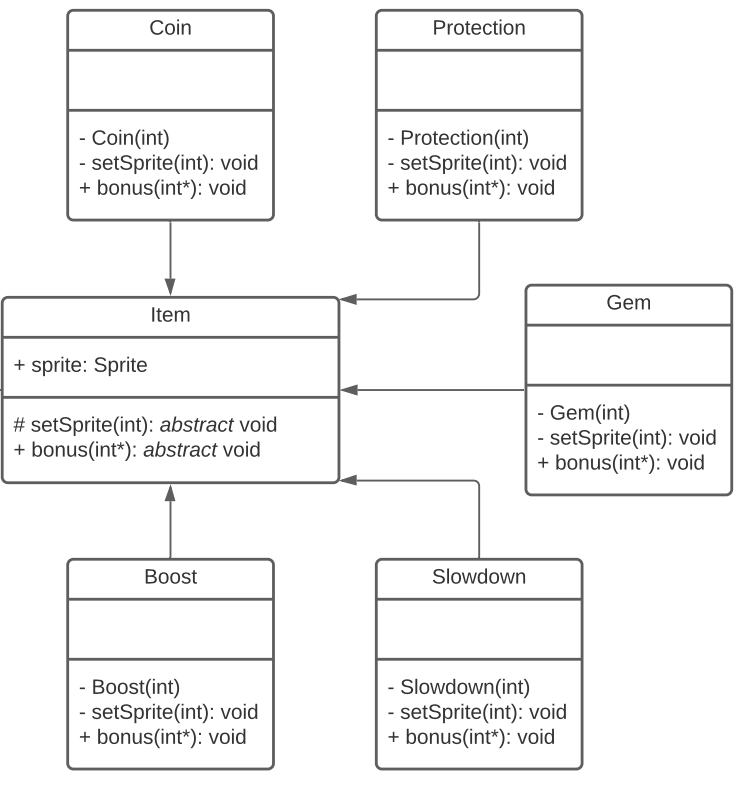 Coin
- Coin(int)
- setSprite(int): void
+ bonus(int*): void
Protection
- Protection(int)
- setSprite(int): void
+ bonus(int*): void
Item
+ sprite: Sprite
# setSprite(int): abstract void
+ bonus(int*): abstract void
Gem
- Gem(int)
- setSprite(int): void
+ bonus(int*): void
Boost
- Boost(int)
- setSprite(int): void
+ bonus(int*): void
Slowdown
- Slowdown(int)
- setSprite(int): void
+ bonus(int*): void